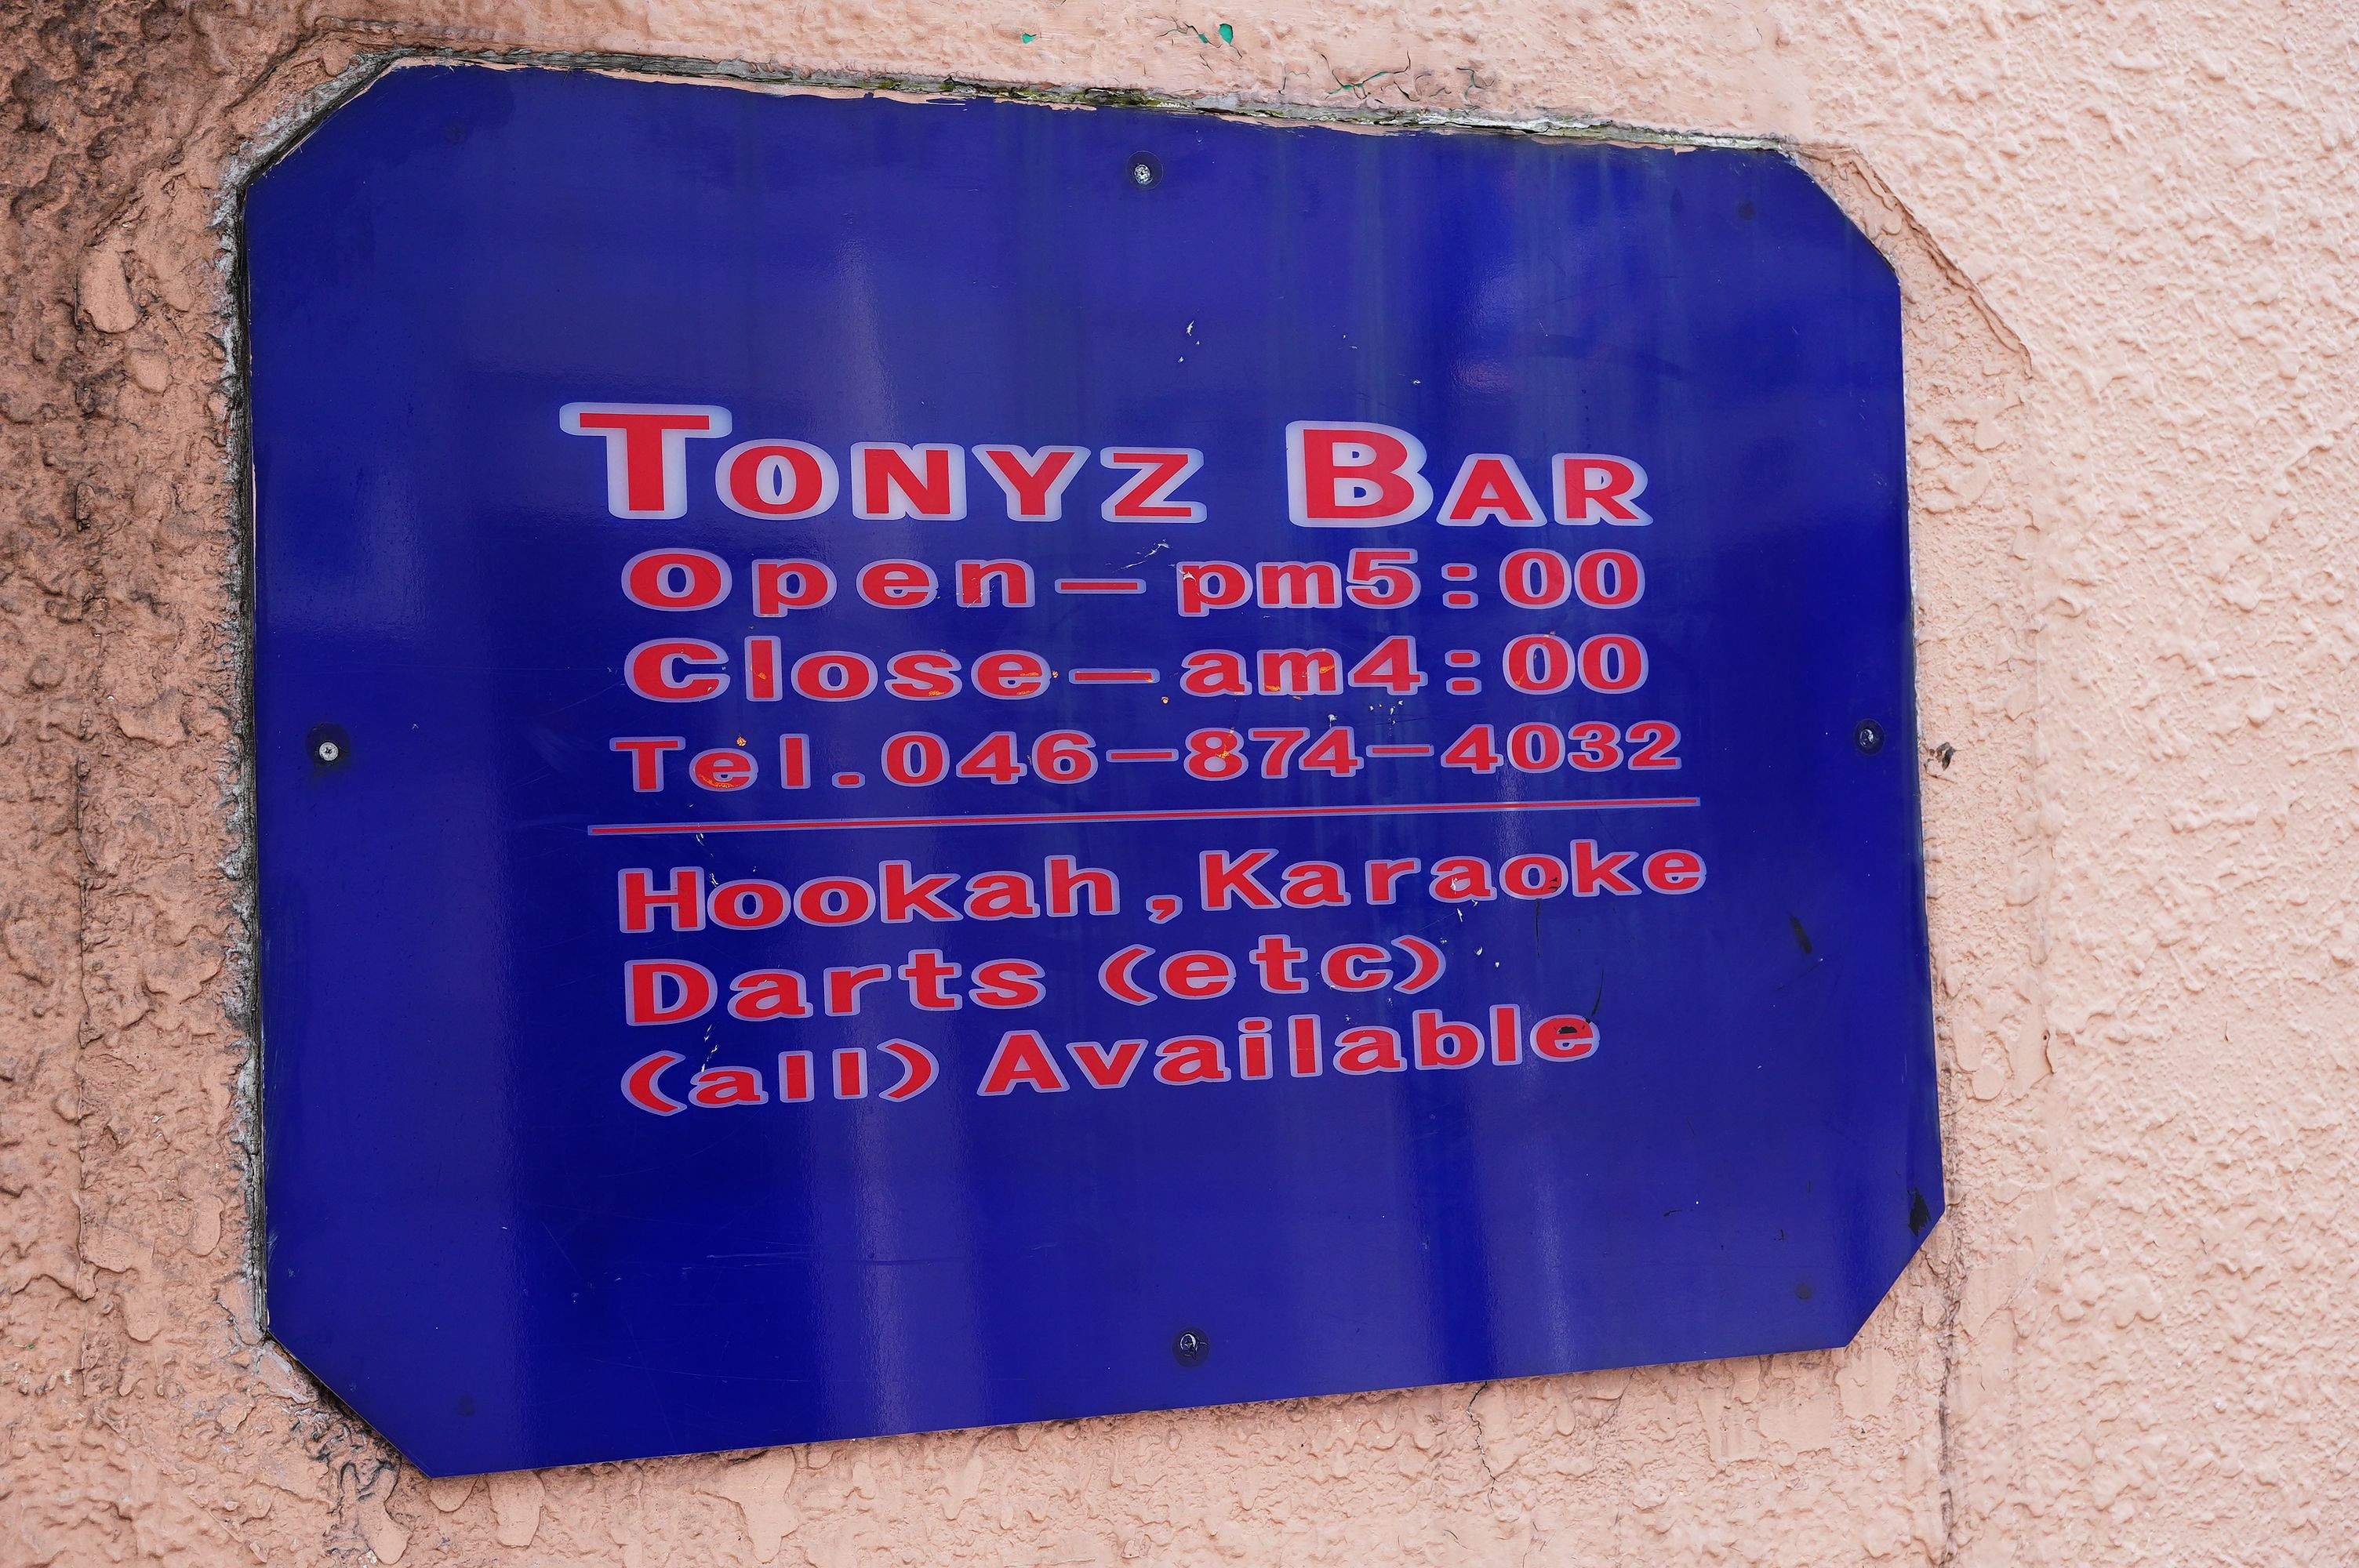 TONYZ BAR
Open—pm5:00
Close—am4:00
Tel.046—874—4032
Hookah,Karaoke
Darts (etc)
(all) Available